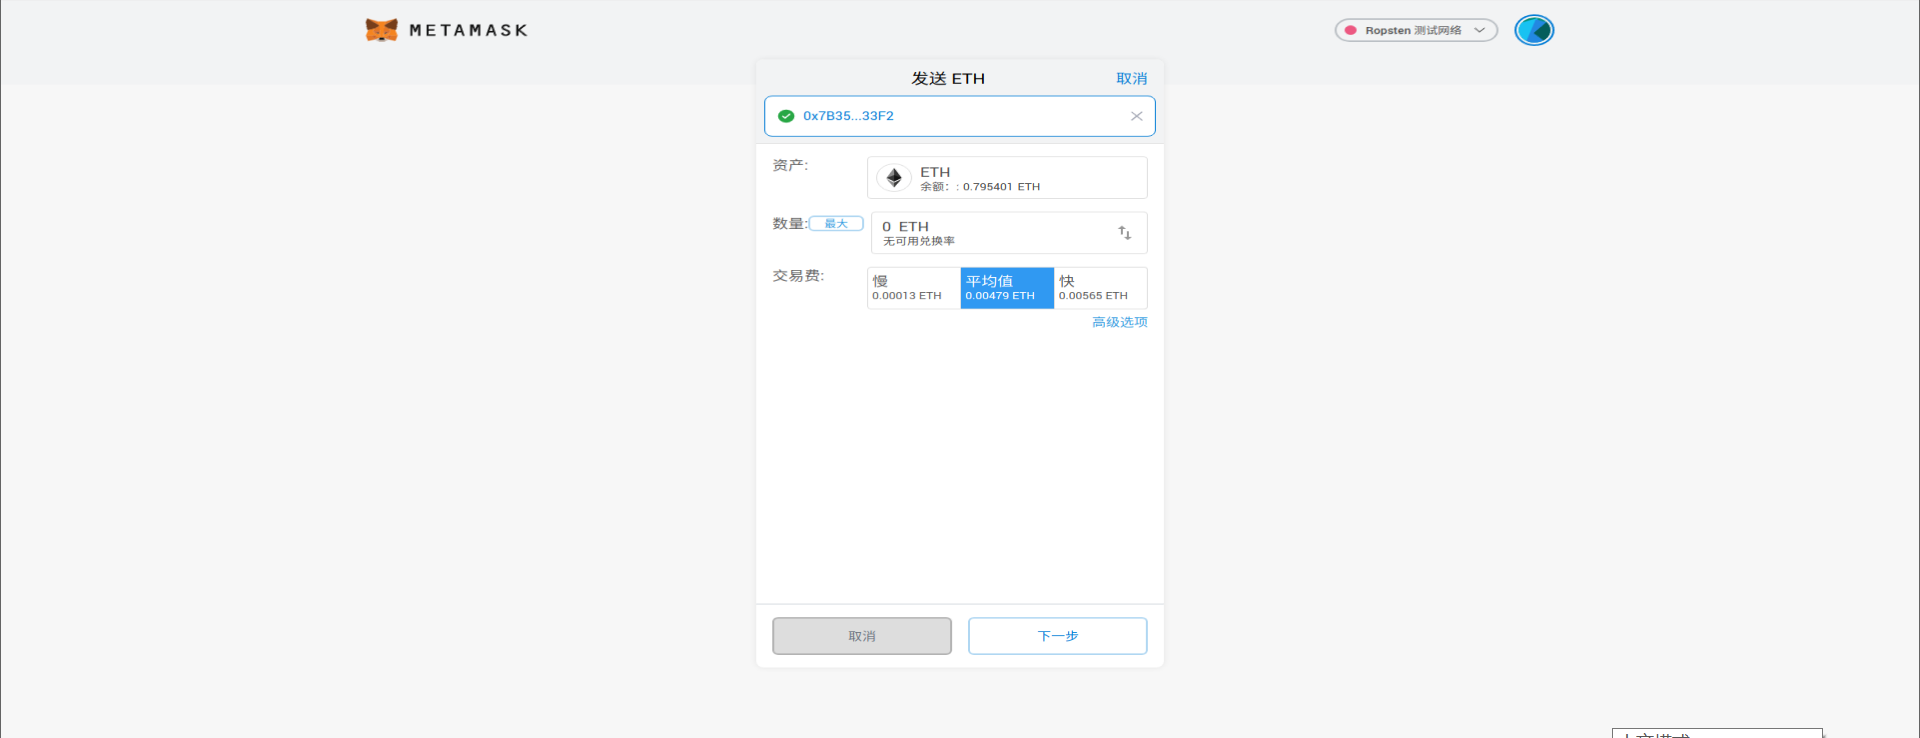 METAMASK
Ropsten 测试网络
发送 ETH
取消
0x7B35...33F2
资产:
ETH
余额: : 0.795401 ETH
数量:
最大
0 ETH
无可用兑换率
交易费:
慢
0.00013 ETH
平均值
0.00479 ETH
快
0.00565 ETH
高级选项
取消
下一步